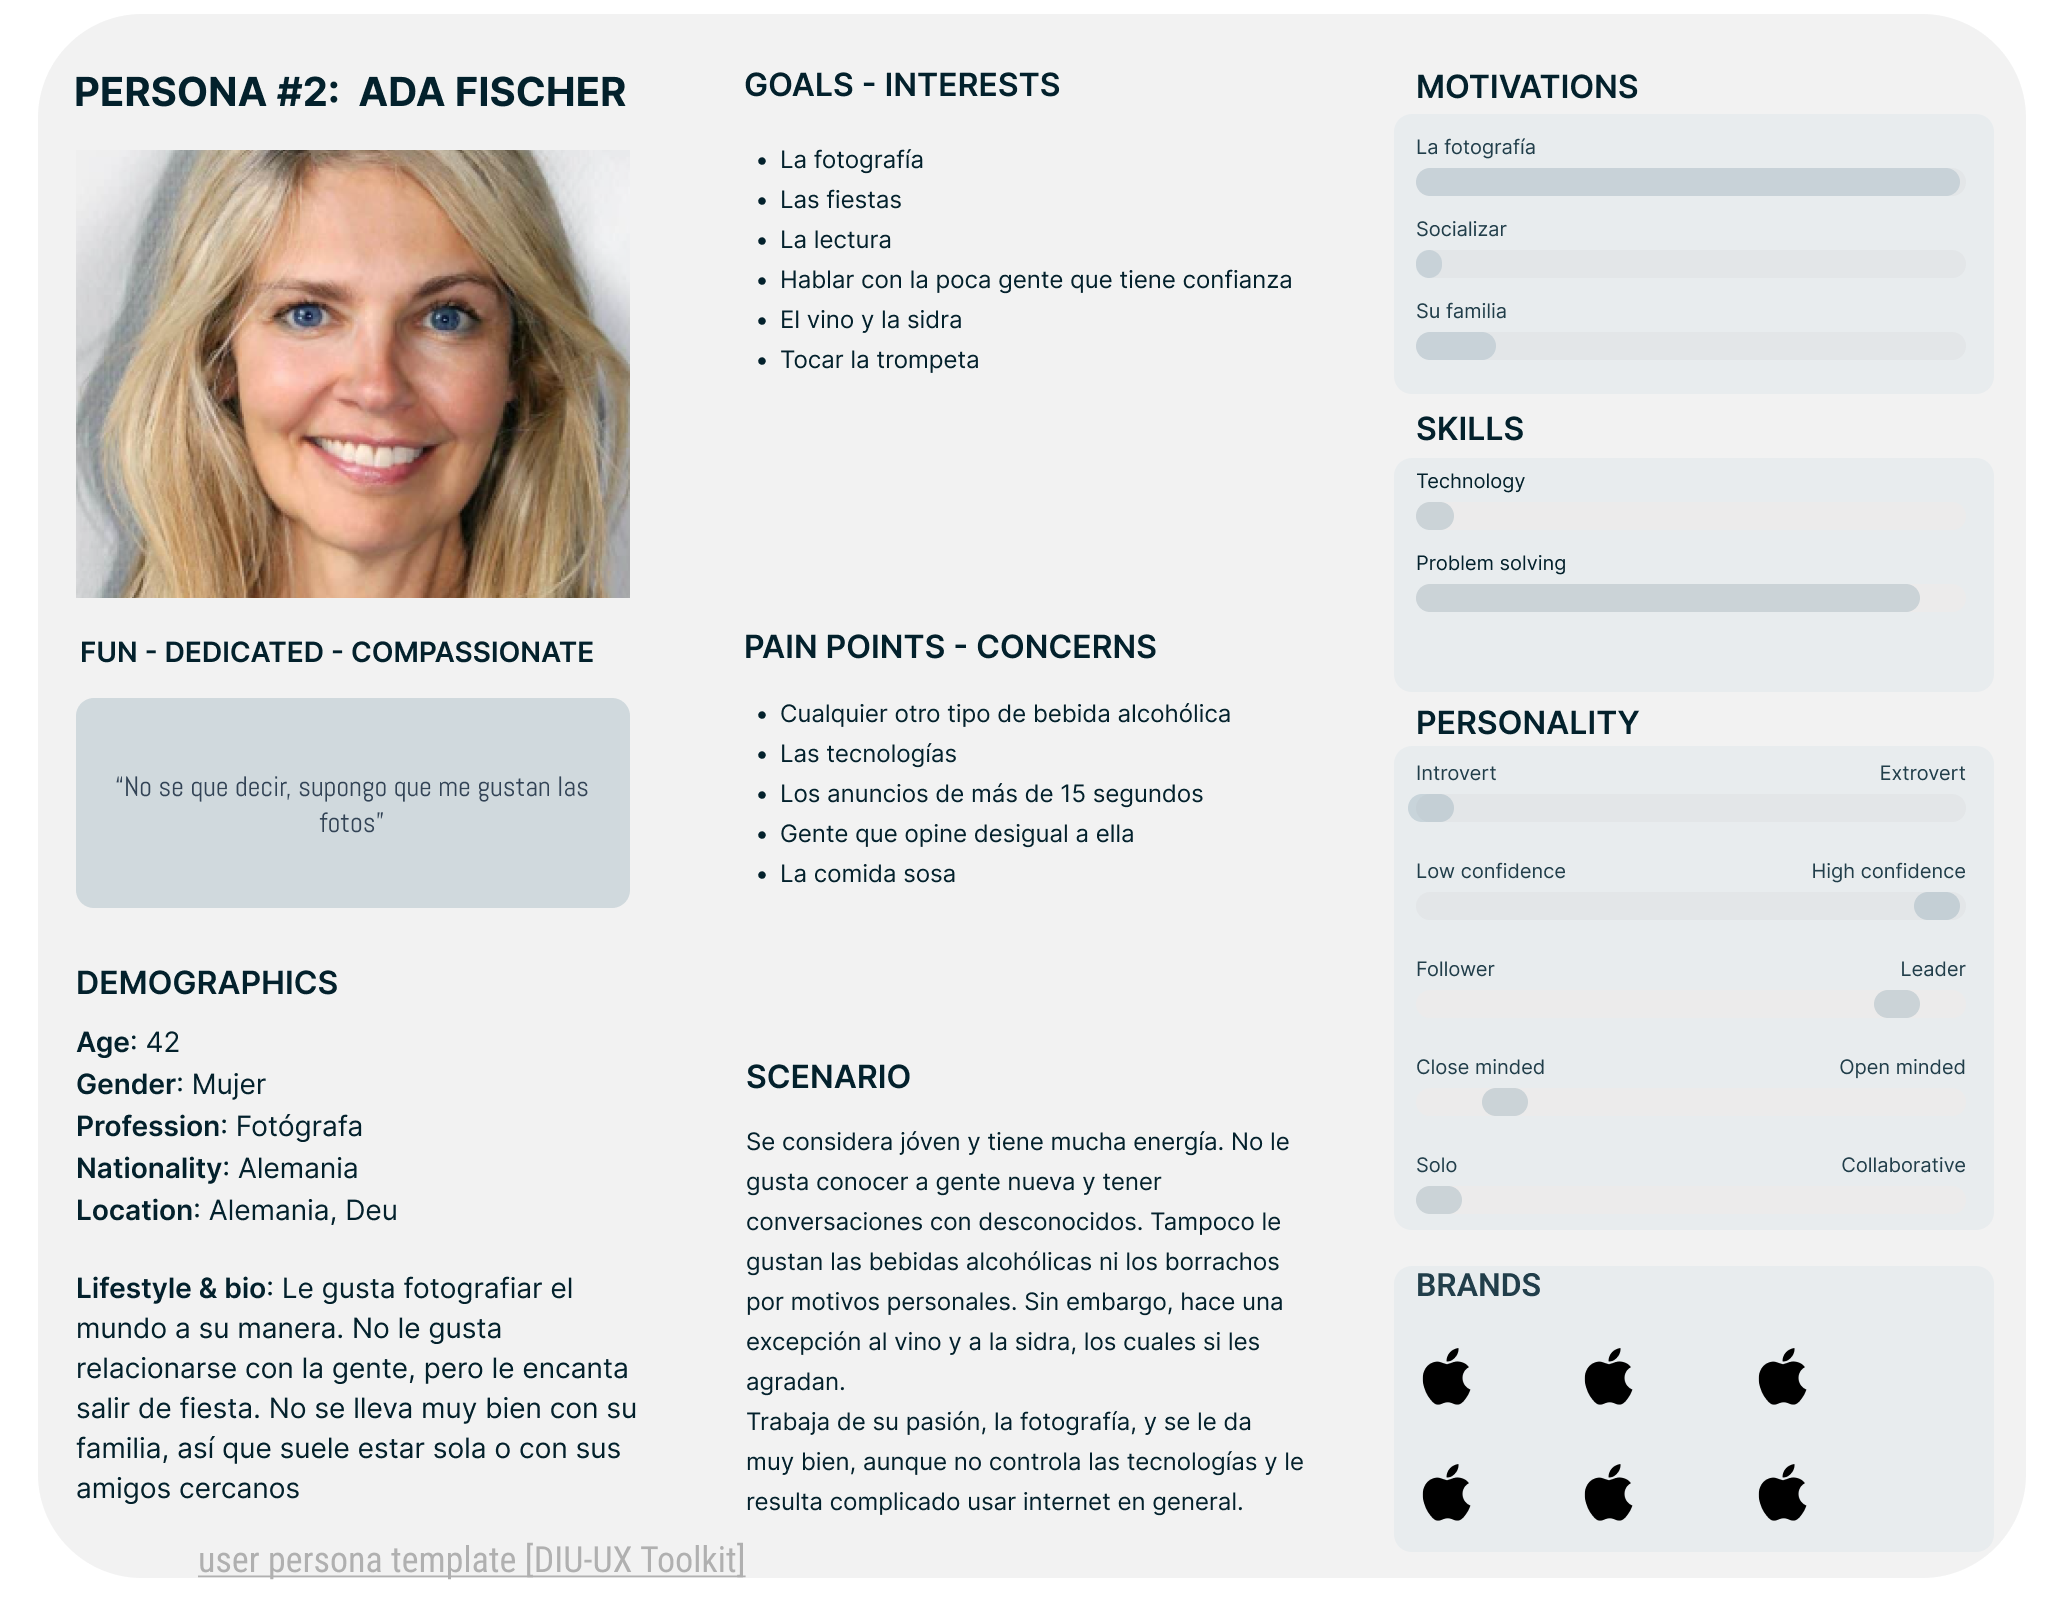 PERSONA #2: ADA FISCHER
FUN - DEDICATED - COMPASSIONATE
“No se que decir, supongo que me gustan las
fotos”
DEMOGRAPHICS
Age: 42
Gender: Mujer
Profession: Fotógrafa
Nationality: Alemania
Location: Alemania, Deu
Lifestyle & bio: Le gusta fotografiar el
mundo a su manera. No le gusta
relacionarse con la gente, pero le encanta
salir de fiesta. No se lleva muy bien con su
familia, así que suele estar sola o con sus
amigos cercanos
GOALS - INTERESTS
• La fotografía
• Las fiestas
• La lectura
• Hablar con la poca gente que tiene confianza
• El vino y la sidra
• Tocar la trompeta
PAIN POINTS - CONCERNS
• Cualquier otro tipo de bebida alcohólica
• Las tecnologías
• Los anuncios de más de 15 segundos
• Gente que opine desigual a ella
• La comida sosa
SCENARIO
Se considera jóven y tiene mucha energía. No le
gusta conocer a gente nueva y tener
conversaciones con desconocidos. Tampoco le
gustan las bebidas alcohólicas ni los borrachos
por motivos personales. Sin embargo, hace una
excepción al vino y a la sidra, los cuales si les
agradan.
Trabaja de su pasión, la fotografía, y se le da
muy bien, aunque no controla las tecnologías y le
resulta complicado usar internet en general.
MOTIVATIONS
La fotografía
Socializar
Su familia
SKILLS
Technology
Problem solving
PERSONALITY
Introvert Extrovert
Low confidence High confidence
Follower Leader
Close minded Open minded
Solo Collaborative
BRANDS
user persona template [DIU-UX Toolkit]